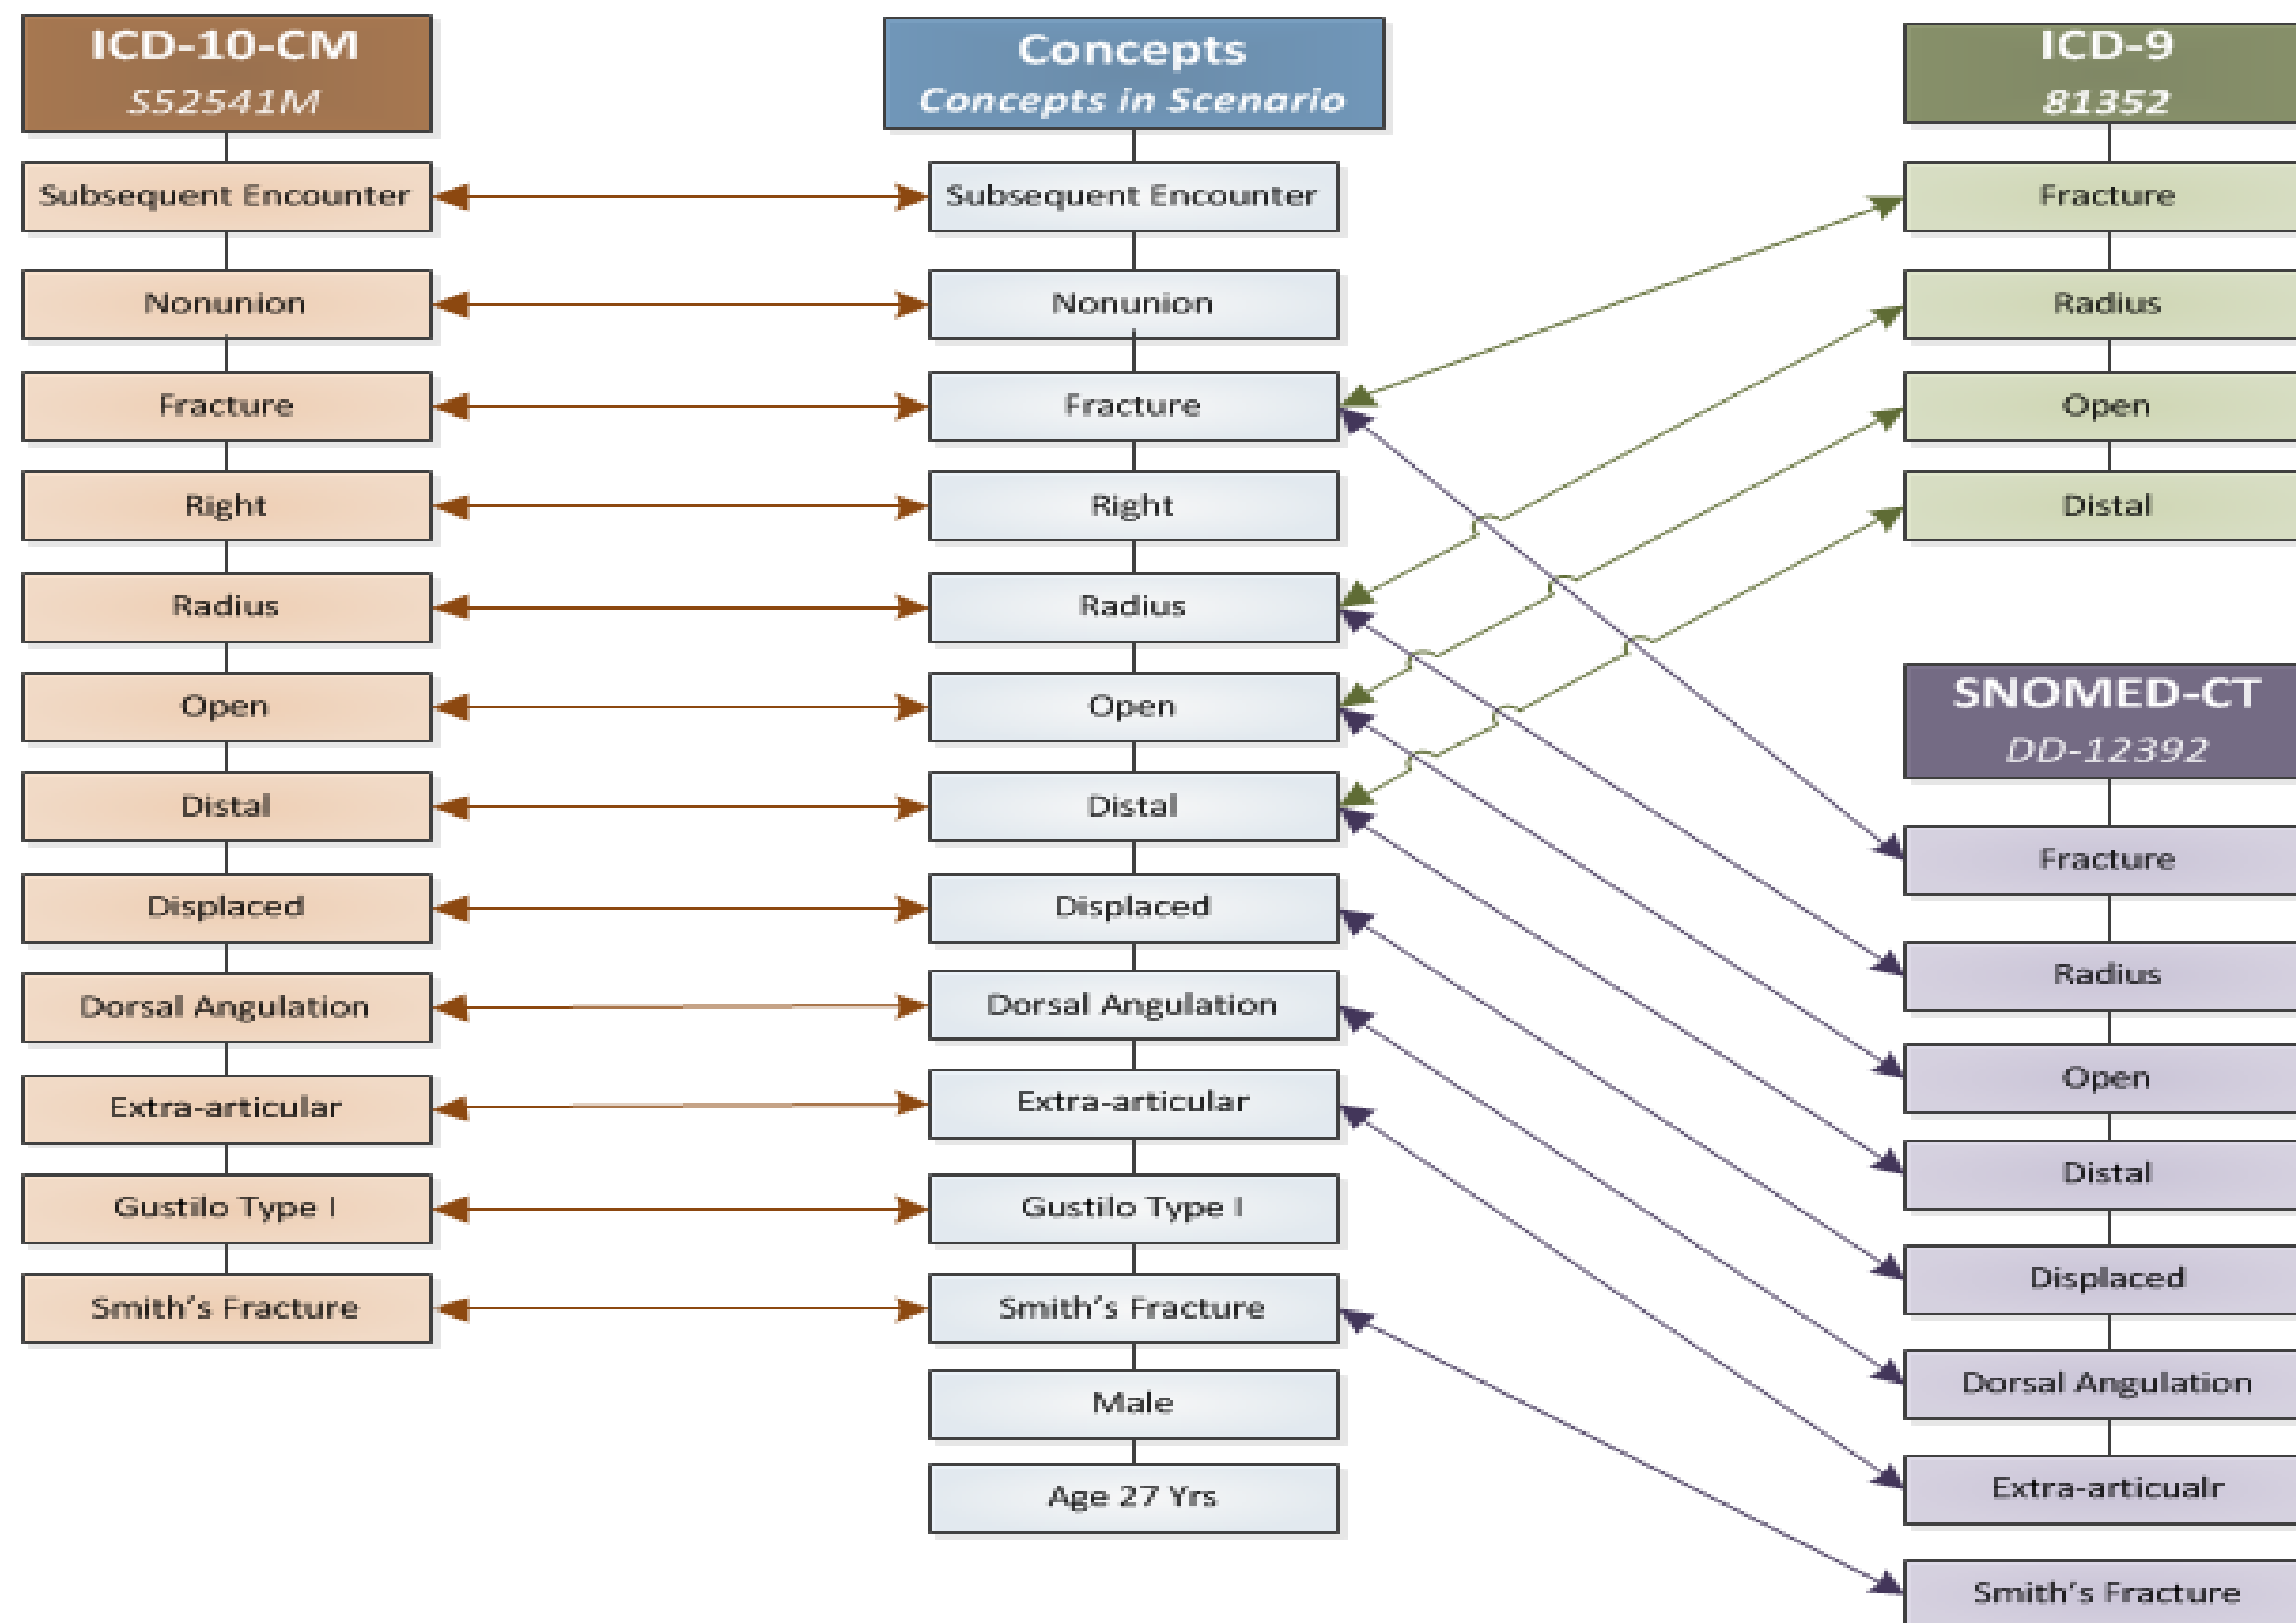 ICD-10-CM
S52541M
Subsequent Encounter
Nonunion
Fracture
Right
Radius
Open
Distal
Displaced
Dorsal Angulation
Extra-articular
Gustilo Type I
Smith's Fracture
Concepts
Concepts in Scenario
Subsequent Encounter
Nonunion
Fracture
Right
Radius
Open
Distal
Displaced
Dorsal Angulation
Extra-articular
Gustilo Type I
Smith's Fracture
Male
Age 27 Yrs
ICD-9
81352
Fracture
Radius
Open
Distal
SNOMED-CT
DD-12392
Fracture
Radius
Open
Distal
Displaced
Dorsal Angulation
Extra-articualr
Smith's Fracture